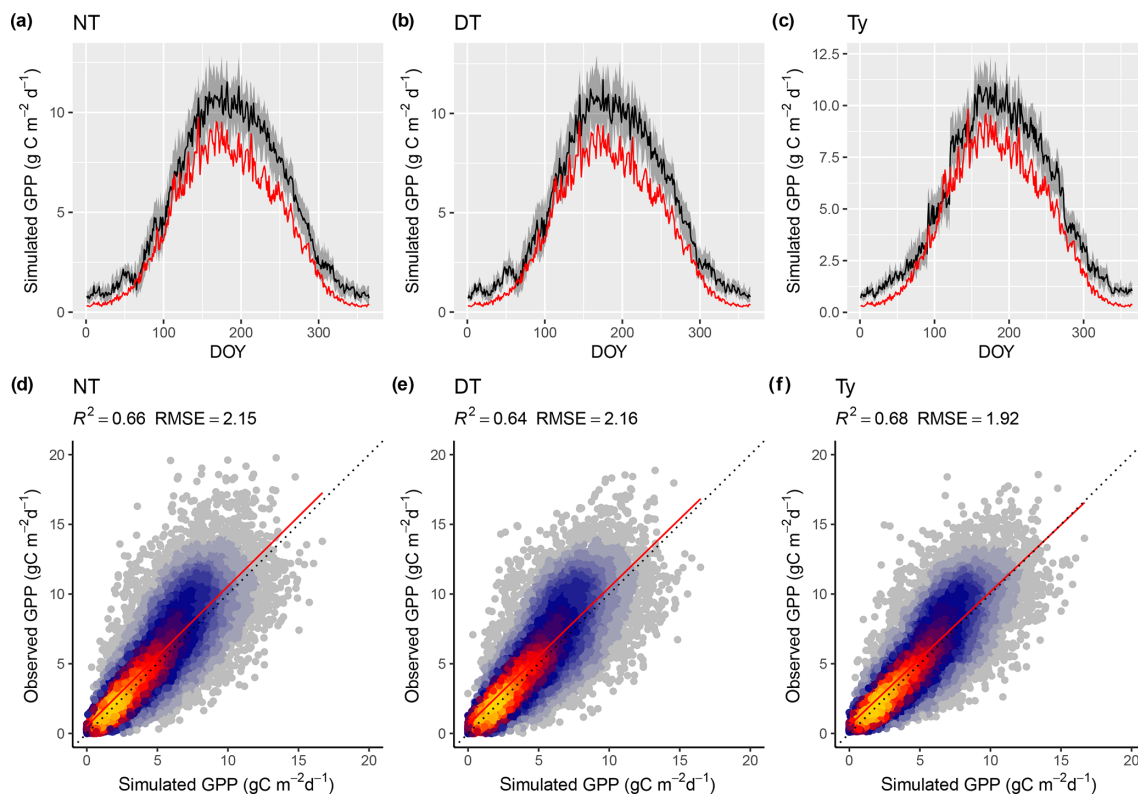 (a) NT (b) DT (c) Ty
Simulated GPP (g C m⁻² d⁻¹)
10
5
0
0 100 200 300
DOY
Simulated GPP (g C m⁻² d⁻¹)
10
5
0
0 100 200 300
DOY
Simulated GPP (g C m⁻² d⁻¹)
12.5
10.0
7.5
5.0
2.5
0.0
0 100 200 300
DOY
(d) NT (e) DT (f) Ty
R² = 0.66 RMSE = 2.15
Observed GPP (gC m⁻²d⁻¹)
20
15
10
5
0
0 5 10 15 20
Simulated GPP (gC m⁻²d⁻¹)
R² = 0.64 RMSE = 2.16
Observed GPP (gC m⁻²d⁻¹)
20
15
10
5
0
0 5 10 15 20
Simulated GPP (gC m⁻²d⁻¹)
R² = 0.68 RMSE = 1.92
Observed GPP (gC m⁻²d⁻¹)
20
15
10
5
0
0 5 10 15 20
Simulated GPP (gC m⁻²d⁻¹)